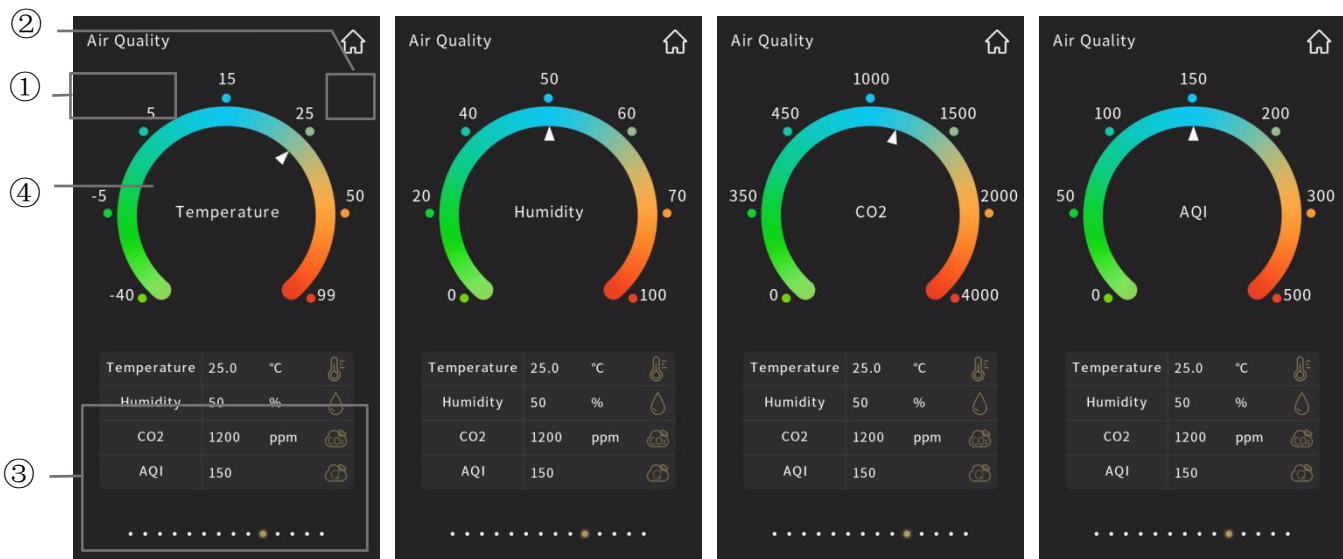 ②
①
④
③
Air Quality
15
5
25
-5
50
Temperature
-40
99
Temperature 25.0 ℃
Humidity 50 %
CO2 1200 ppm
AQI 150
Air Quality
50
40
60
20
70
Humidity
0
100
Temperature 25.0 ℃
Humidity 50 %
CO2 1200 ppm
AQI 150
Air Quality
1000
450
1500
350
2000
CO2
0
4000
Temperature 25.0 ℃
Humidity 50 %
CO2 1200 ppm
AQI 150
Air Quality
150
100
200
50
300
AQI
0
500
Temperature 25.0 ℃
Humidity 50 %
CO2 1200 ppm
AQI 150